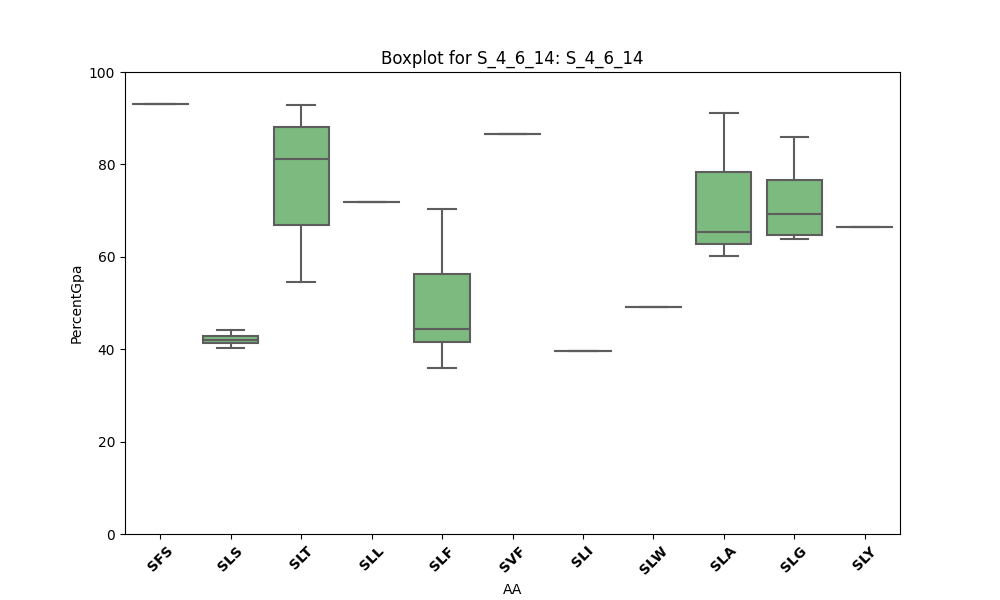 Boxplot for S_4_6_14: S_4_6_14
PercentGpa
100
80
60
40
20
0
SFS
SLS
SLT
SLL
SLF
SVF
SLI
SLW
SLA
SLG
SLY
AA